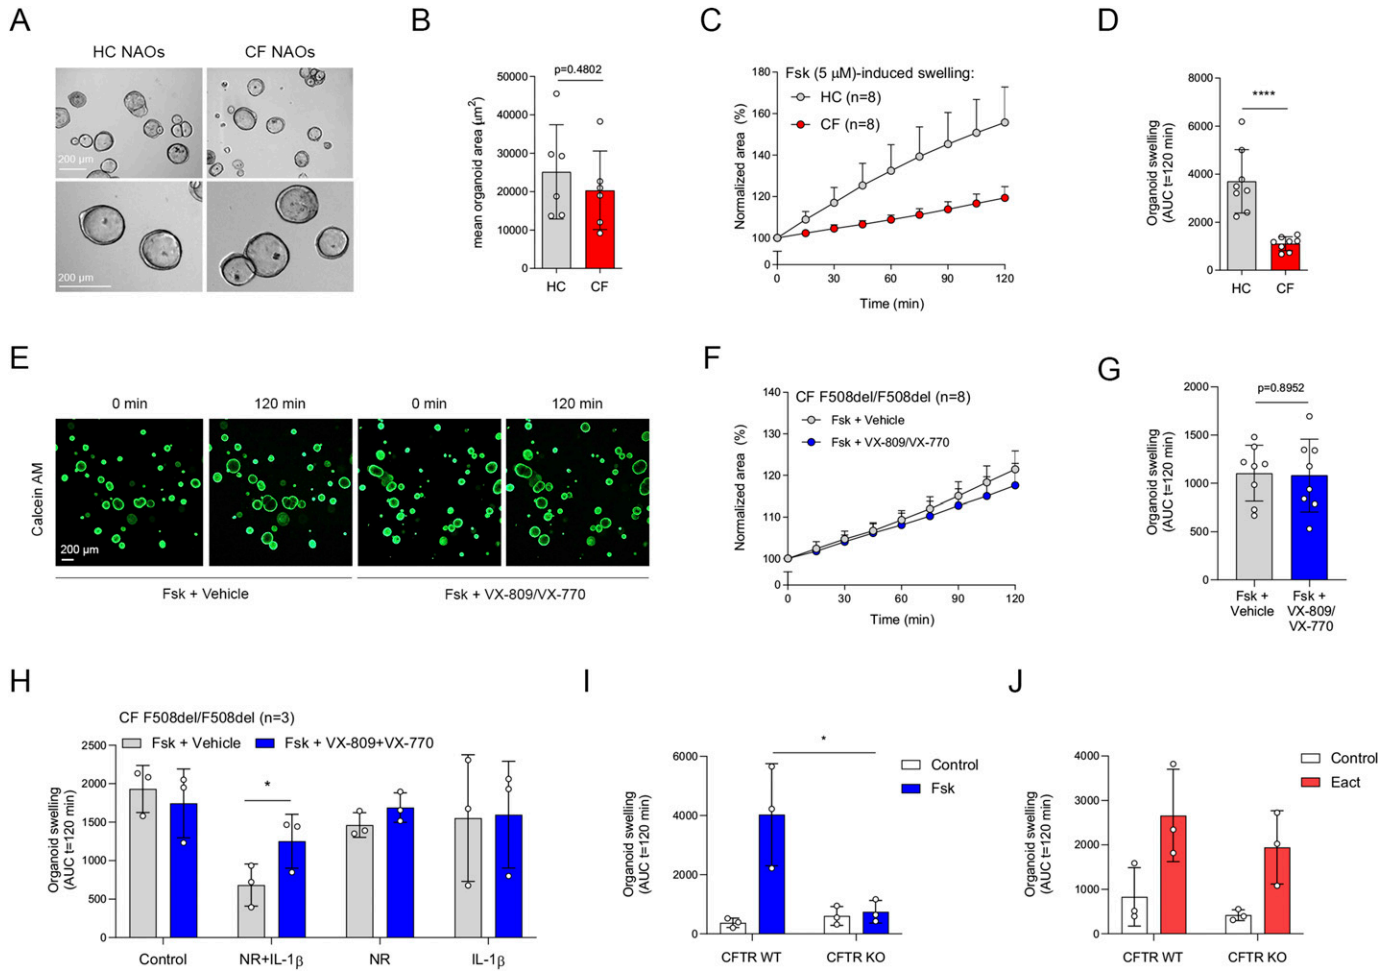 A
HC NAOs
CF NAOs
200 µm
200 µm
B
p=0.4802
mean organoid area (µm²)
50000
40000
30000
20000
10000
0
HC
CF
C
Fsk (5 µM)-induced swelling:
HC (n=8)
CF (n=8)
Normalized area (%)
180
160
140
120
100
0
0
30
60
90
120
Time (min)
D
****
Organoid swelling
(AUC t=120 min)
8000
6000
4000
2000
0
HC
CF
E
0 min
120 min
0 min
120 min
Calcein AM
200 µm
Fsk + Vehicle
Fsk + VX-809/VX-770
F
CF F508del/F508del (n=8)
Fsk + Vehicle
Fsk + VX-809/VX-770
Normalized area (%)
140
130
120
110
100
0
0
30
60
90
120
Time (min)
G
p=0.8952
Organoid swelling
(AUC t=120 min)
2000
1500
1000
500
0
Fsk +
Vehicle
Fsk +
VX-809/
VX-770
H
CF F508del/F508del (n=3)
Fsk + Vehicle
Fsk + VX-809+VX-770
*
Organoid swelling
(AUC t=120 min)
2500
2000
1500
1000
500
0
Control
NR+IL-1β
NR
IL-1β
I
*
Control
Fsk
Organoid swelling
(AUC t=120 min)
6000
4000
2000
0
CFTR WT
CFTR KO
J
Control
Eact
Organoid swelling
(AUC t=120 min)
4000
3000
2000
1000
0
CFTR WT
CFTR KO